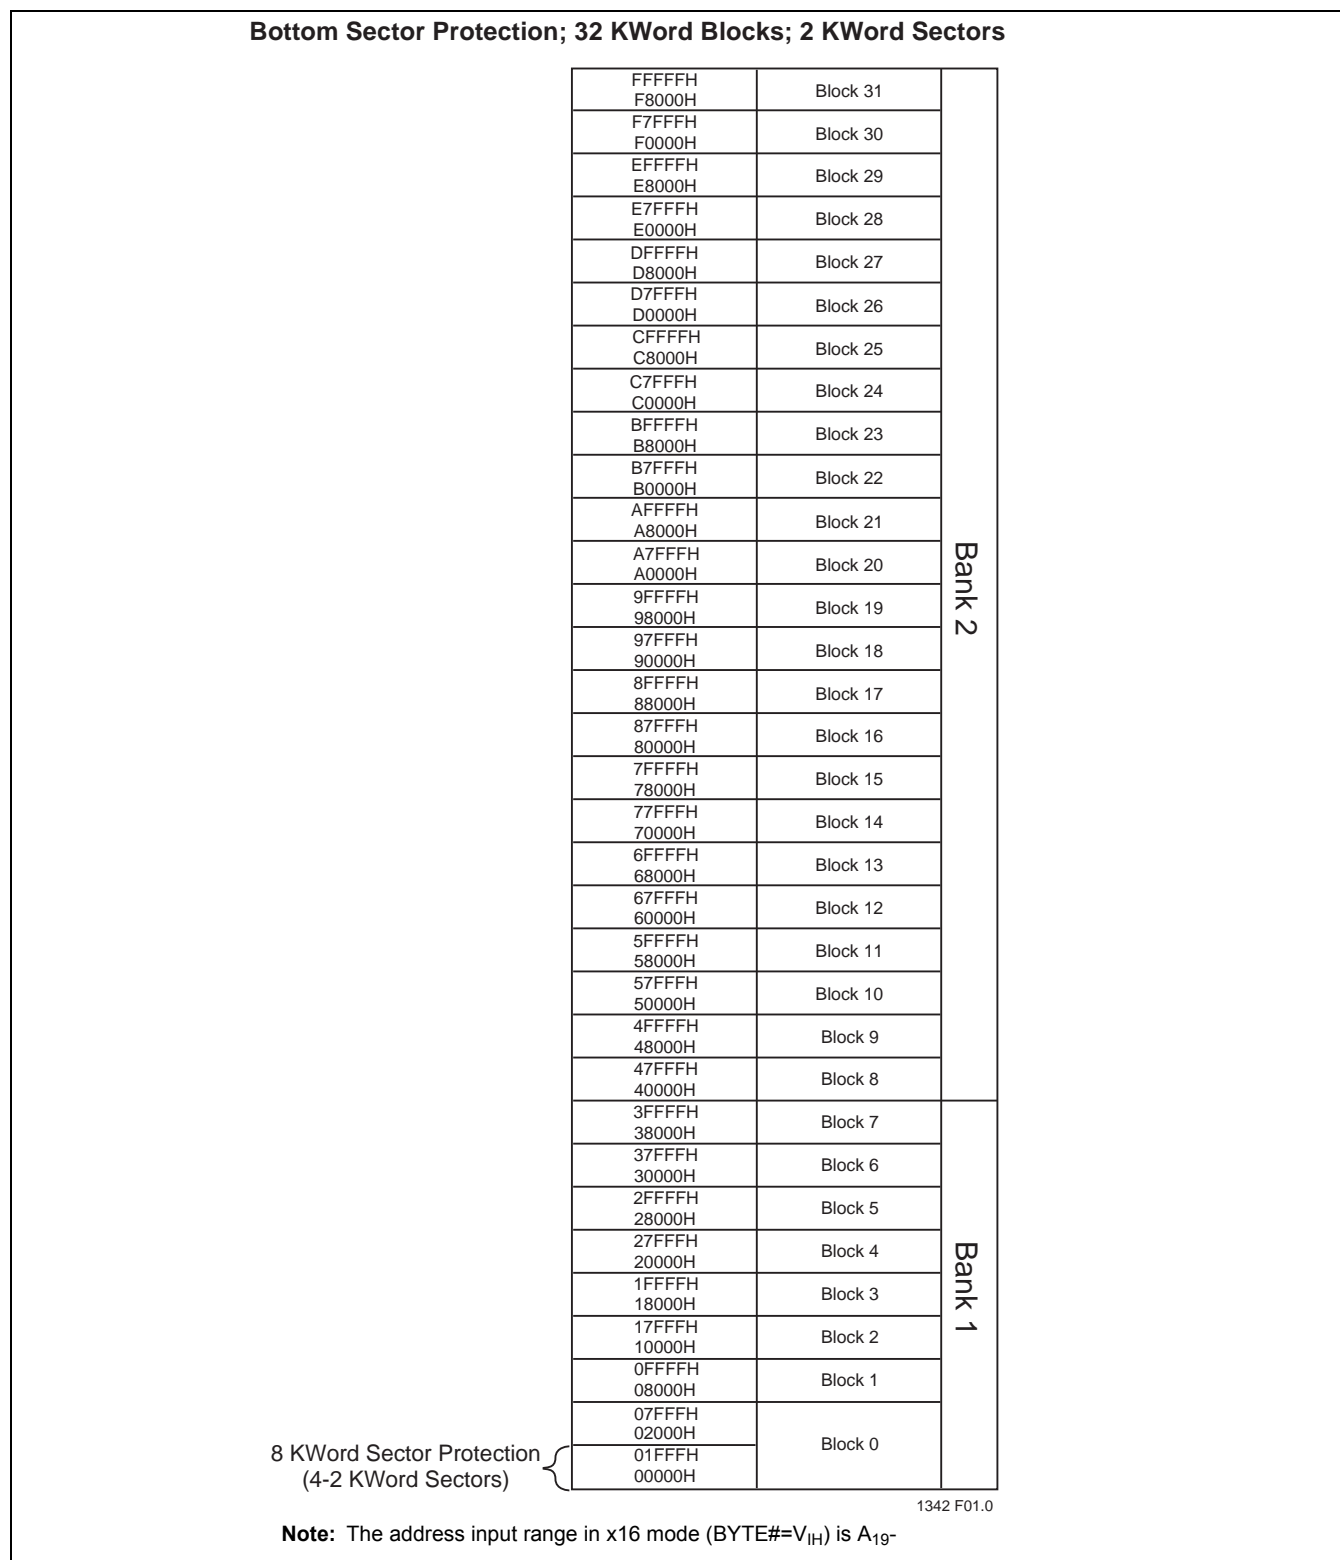 Bottom Sector Protection; 32 KWord Blocks; 2 KWord Sectors
FFFFFH
F8000H
Block 31
F7FFFH
F0000H
Block 30
EFFFFH
E8000H
Block 29
E7FFFH
E0000H
Block 28
DFFFFH
D8000H
Block 27
D7FFFH
D0000H
Block 26
CFFFFH
C8000H
Block 25
C7FFFH
C0000H
Block 24
BFFFFH
B8000H
Block 23
B7FFFH
B0000H
Block 22
AFFFFH
A8000H
Block 21
A7FFFH
A0000H
Block 20
9FFFFH
98000H
Block 19
97FFFH
90000H
Block 18
8FFFFH
88000H
Block 17
87FFFH
80000H
Block 16
7FFFFH
78000H
Block 15
77FFFH
70000H
Block 14
6FFFFH
68000H
Block 13
67FFFH
60000H
Block 12
5FFFFH
58000H
Block 11
57FFFH
50000H
Block 10
4FFFFH
48000H
Block 9
47FFFH
40000H
Block 8
Bank 2
3FFFFH
38000H
Block 7
37FFFH
30000H
Block 6
2FFFFH
28000H
Block 5
27FFFH
20000H
Block 4
1FFFFH
18000H
Block 3
17FFFH
10000H
Block 2
0FFFFH
08000H
Block 1
07FFFH
02000H
Block 0
01FFFH
00000H
Bank 1
8 KWord Sector Protection
(4-2 KWord Sectors)
1342 F01.0
Note: The address input range in x16 mode (BYTE#=VIH) is A19-